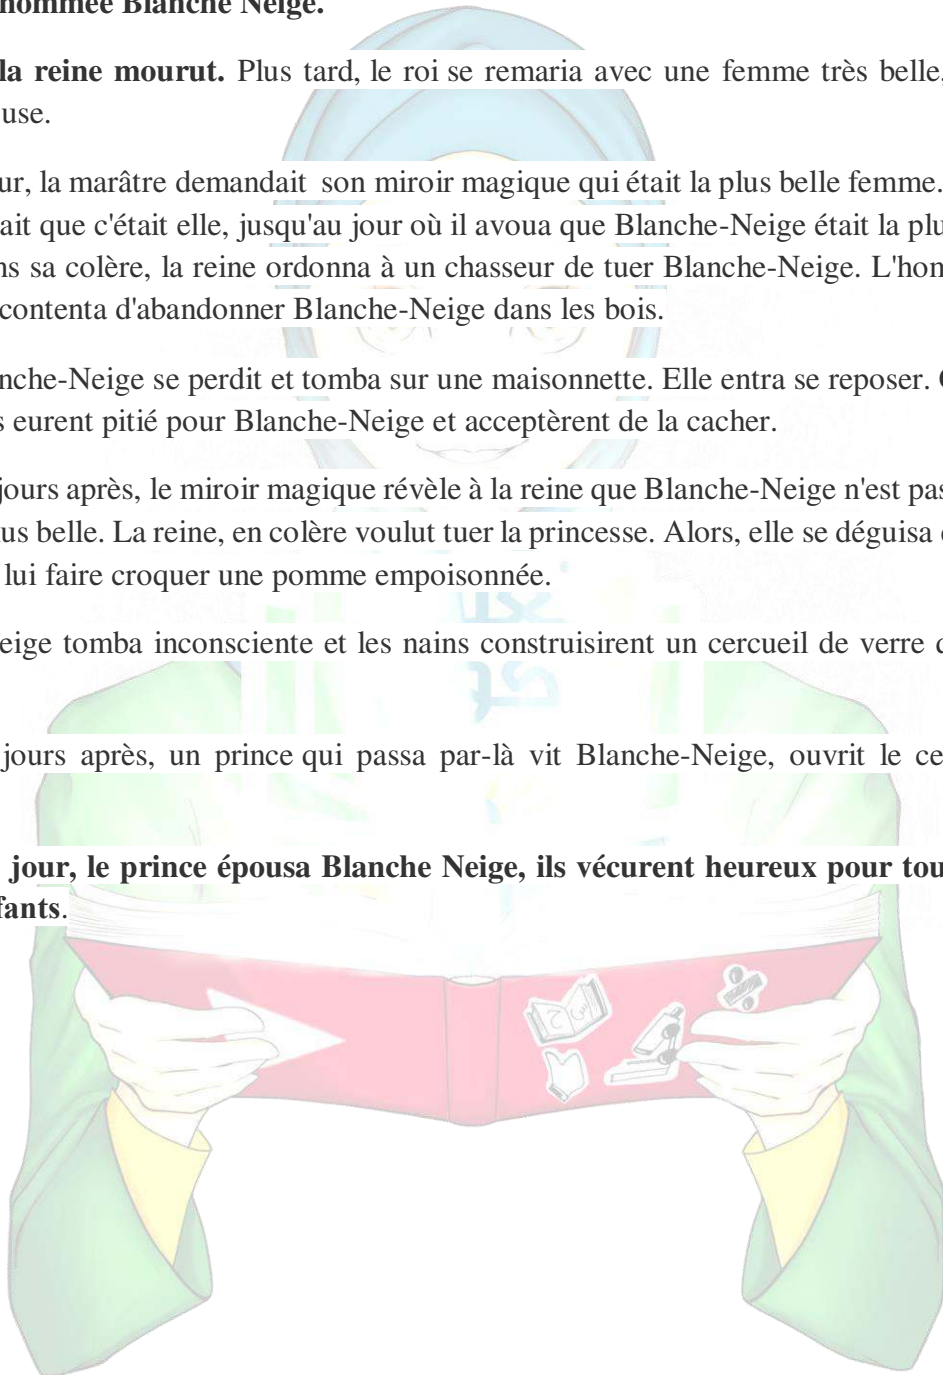 nommée Blanche Neige.
la reine mourut. Plus tard, le roi se remaria avec une femme très belle,
use.
ur, la marâtre demandait son miroir magique qui était la plus belle femme.
ait que c'était elle, jusqu'au jour où il avoua que Blanche-Neige était la plu
ns sa colère, la reine ordonna à un chasseur de tuer Blanche-Neige. L'hon
contenta d'abandonner Blanche-Neige dans les bois.
nche-Neige se perdit et tomba sur une maisonnette. Elle entra se reposer.
s eurent pitié pour Blanche-Neige et acceptèrent de la cacher.
jours après, le miroir magique révèle à la reine que Blanche-Neige n'est pas
lus belle. La reine, en colère voulut tuer la princesse. Alors, elle se déguisa
lui faire croquer une pomme empoisonnée.
eige tomba inconsciente et les nains construisirent un cercueil de verre
jours après, un prince qui passa par-là vit Blanche-Neige, ouvrit le ce
jour, le prince épousa Blanche Neige, ils vécurent heureux pour tou
fants.